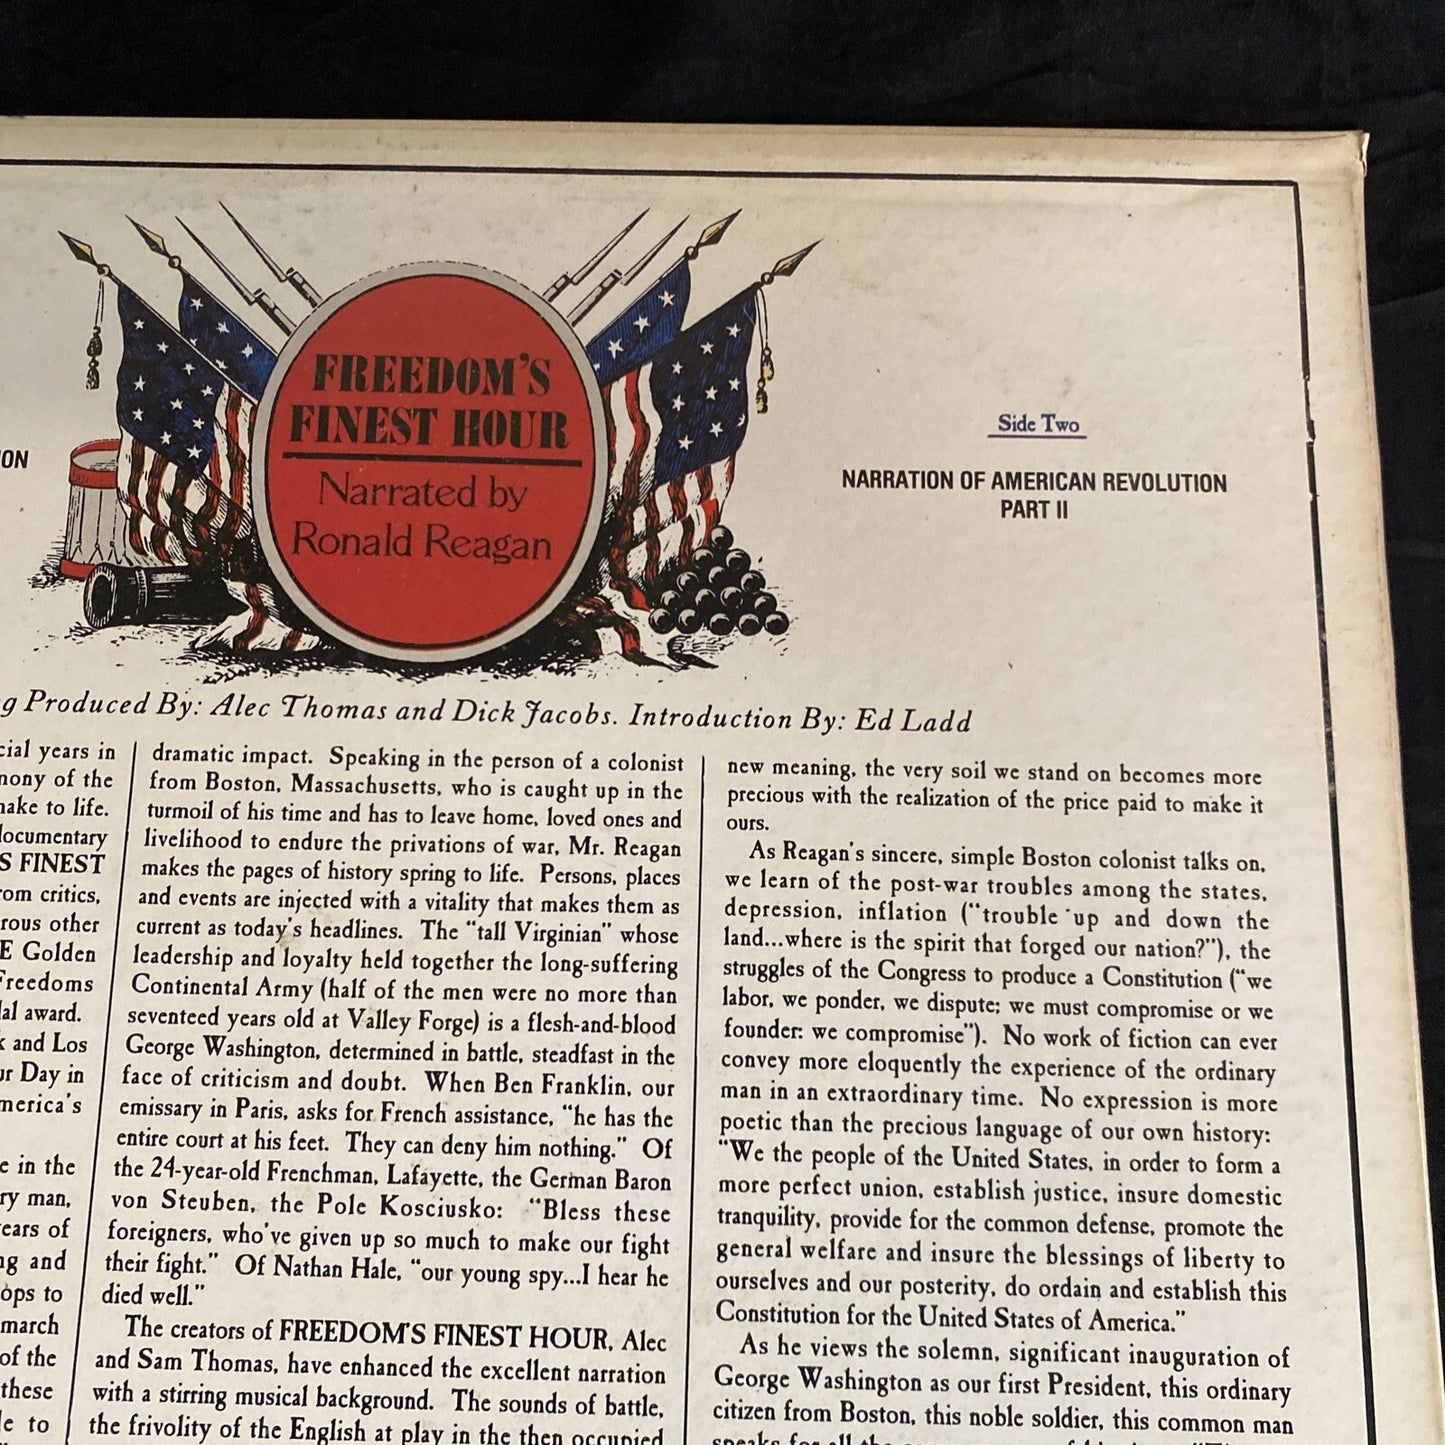 FREEDOM'S
FINEST HOUR
Narrated by
Ronald Reagan
ON
Side Two
NARRATION OF AMERICAN REVOLUTION
PART II
g Produced By: Alec Thomas and Dick Jacobs. Introduction By: Ed Ladd
cial years in
mony of the
make to life.
documentary
S FINEST
rom critics,
rous other
E Golden
Freedoms
dal award.
k and Los
ur Day in
merica's
e in the
ry man,
ears of
ng and
ops to
march
of the
these
le to
dramatic impact. Speaking in the person of a colonist
from Boston, Massachusetts, who is caught up in the
turmoil of his time and has to leave home, loved ones and
livelihood to endure the privations of war, Mr. Reagan
makes the pages of history spring to life. Persons, places
and events are injected with a vitality that makes them as
current as today's headlines. The "tall Virginian" whose
leadership and loyalty held together the long-suffering
Continental Army (half of the men were no more than
seventeed years old at Valley Forge) is a flesh-and-blood
George Washington, determined in battle, steadfast in the
face of criticism and doubt. When Ben Franklin, our
emissary in Paris, asks for French assistance, "he has the
entire court at his feet. They can deny him nothing." Of
the 24-year-old Frenchman, Lafayette, the German Baron
von Steuben, the Pole Kosciusko: "Bless these
foreigners, who've given up so much to make our fight
their fight." Of Nathan Hale, "our young spy...I hear he
died well."
The creators of FREEDOM'S FINEST HOUR, Alec
and Sam Thomas, have enhanced the excellent narration
with a stirring musical background. The sounds of battle,
the frivolity of the English at play in the then occupied
new meaning, the very soil we stand on becomes more
precious with the realization of the price paid to make it
ours.
As Reagan's sincere, simple Boston colonist talks on,
we learn of the post-war troubles among the states,
depression, inflation ("trouble up and down the
land...where is the spirit that forged our nation?"), the
struggles of the Congress to produce a Constitution ("we
labor, we ponder, we dispute; we must compromise or we
founder: we compromise"). No work of fiction can ever
convey more eloquently the experience of the ordinary
man in an extraordinary time. No expression is more
poetic than the precious language of our own history:
"We the people of the United States, in order to form a
more perfect union, establish justice, insure domestic
tranquility, provide for the common defense, promote the
general welfare and insure the blessings of liberty to
ourselves and our posterity, do ordain and establish this
Constitution for the United States of America."
As he views the solemn, significant inauguration of
George Washington as our first President, this ordinary
citizen from Boston, this noble soldier, this common man
speaks for all the